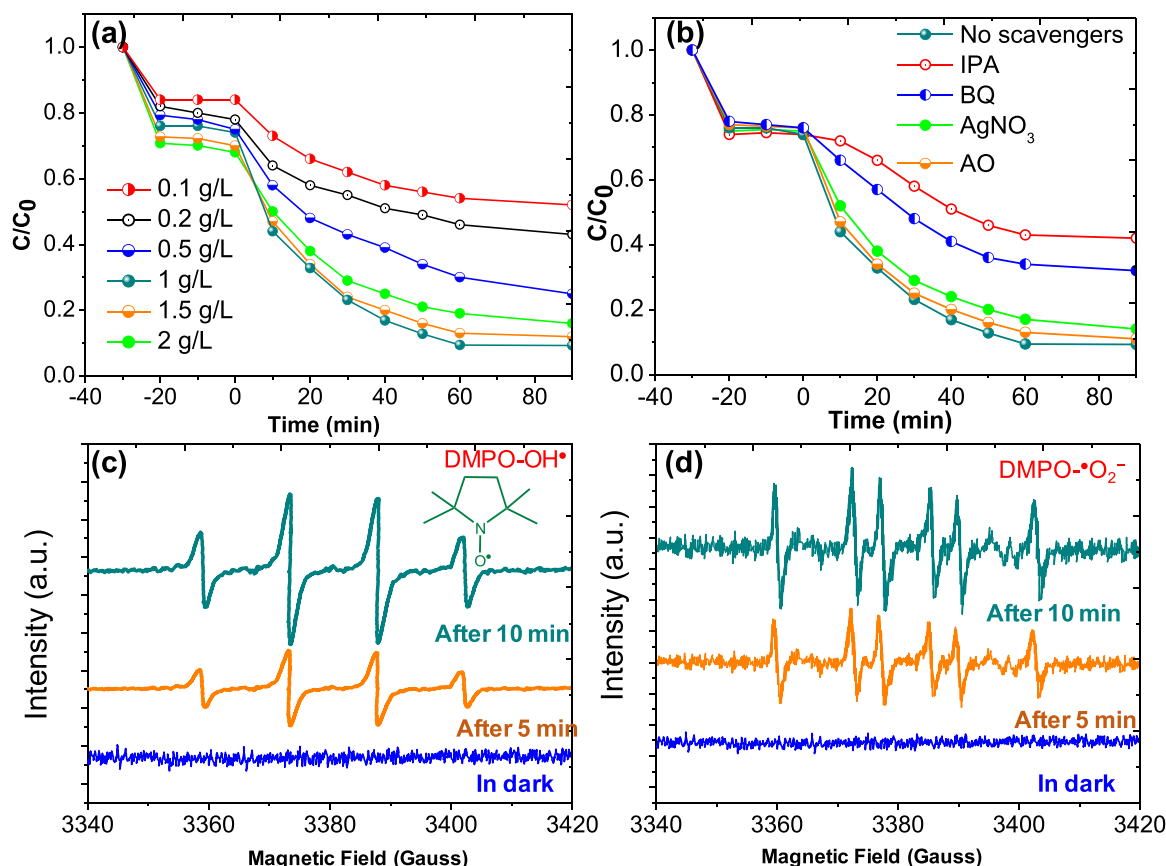 (a)
1.0
0.8
0.6
0.4
0.2
0.0
C/C₀
0.1 g/L
0.2 g/L
0.5 g/L
1 g/L
1.5 g/L
2 g/L
-40 -20 0 20 40 60 80
Time (min)
(b)
1.0
0.8
0.6
0.4
0.2
0.0
C/C₀
No scavengers
IPA
BQ
AgNO₃
AO
-40 -20 0 20 40 60 80
Time (min)
(c)
DMPO-OH•
N
O•
After 10 min
After 5 min
In dark
Intensity (a.u.)
3340 3360 3380 3400 3420
Magnetic Field (Gauss)
(d)
DMPO-•O₂⁻
After 10 min
After 5 min
In dark
Intensity (a.u.)
3340 3360 3380 3400 3420
Magnetic Field (Gauss)